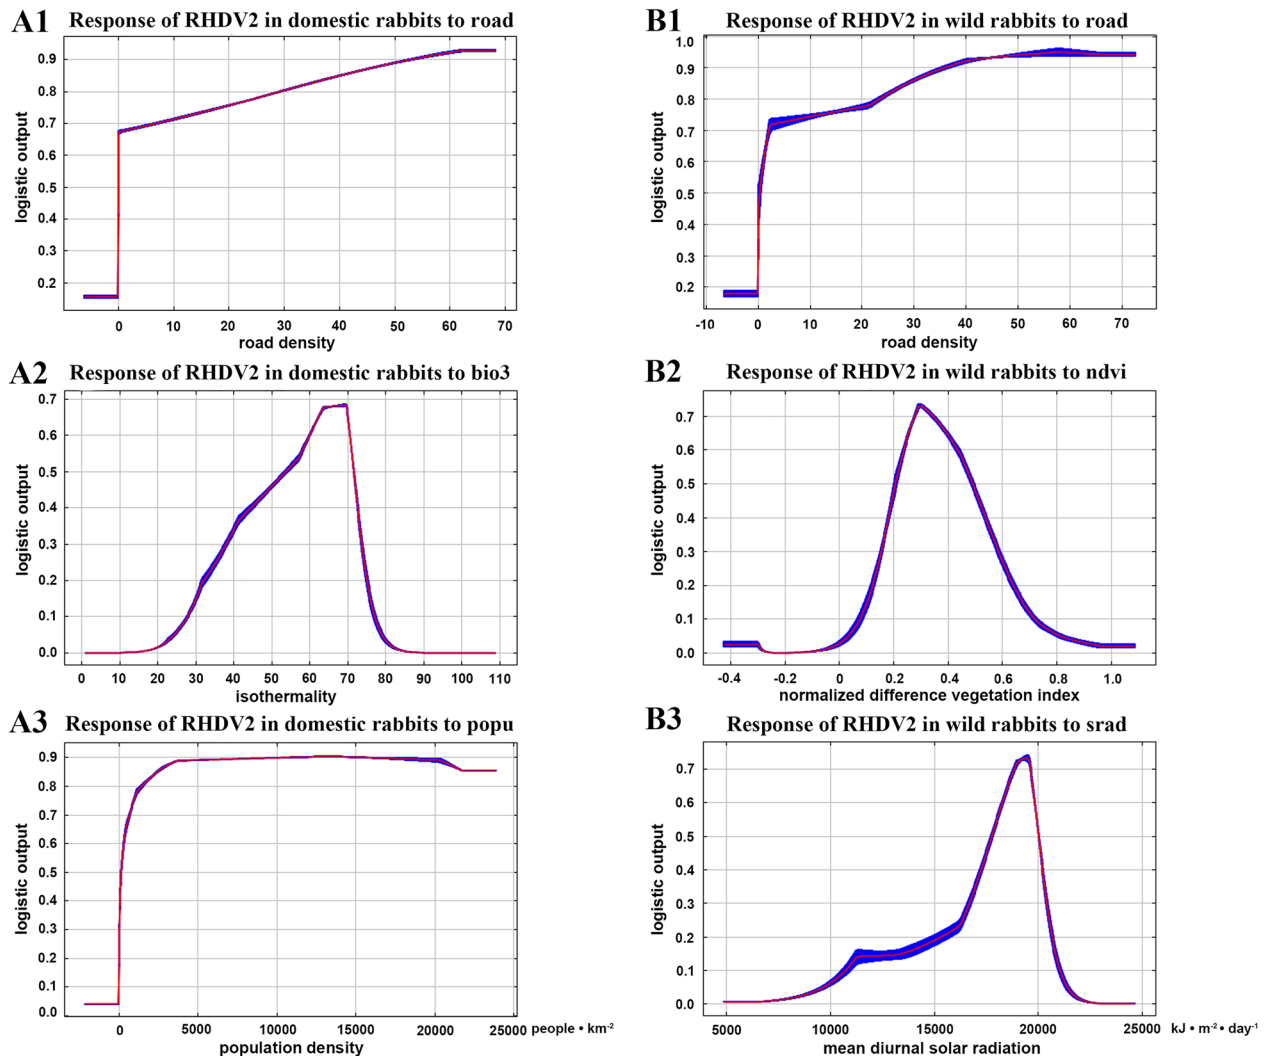 A1 Response of RHDV2 in domestic rabbits to road
logistic output
0.9
0.8
0.7
0.6
0.5
0.4
0.3
0.2
0 10 20 30 40 50 60 70
road density
B1 Response of RHDV2 in wild rabbits to road
logistic output
1.0
0.9
0.8
0.7
0.6
0.5
0.4
0.3
0.2
-10 0 10 20 30 40 50 60 70
road density
A2 Response of RHDV2 in domestic rabbits to bio3
logistic output
0.7
0.6
0.5
0.4
0.3
0.2
0.1
0.0
0 10 20 30 40 50 60 70 80 90 100 110
isothermality
B2 Response of RHDV2 in wild rabbits to ndvi
logistic output
0.7
0.6
0.5
0.4
0.3
0.2
0.1
0.0
-0.4 -0.2 0 0.2 0.4 0.6 0.8 1.0
normalized difference vegetation index
A3 Response of RHDV2 in domestic rabbits to popu
logistic output
0.9
0.8
0.7
0.6
0.5
0.4
0.3
0.2
0.1
0.0
0 5000 10000 15000 20000 25000 people • km⁻²
population density
B3 Response of RHDV2 in wild rabbits to srad
logistic output
0.7
0.6
0.5
0.4
0.3
0.2
0.1
0.0
5000 10000 15000 20000 25000 kJ • m⁻² • day⁻¹
mean diurnal solar radiation